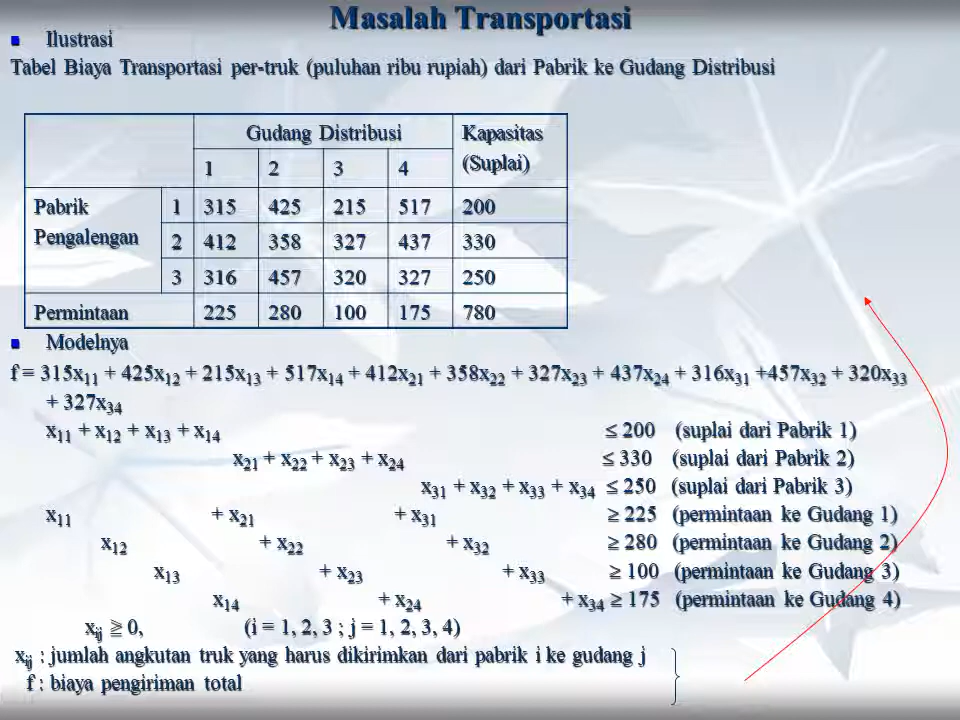 Masalah Transportasi
Ilustrasi
Tabel Biaya Transportasi per-truk (puluhan ribu rupiah) dari Pabrik ke Gudang Distribusi
Gudang Distribusi Kapasitas (Suplai)
1 2 3 4
Pabrik Pengalengan 1 315 425 215 517 200
2 412 358 327 437 330
3 316 457 320 327 250
Permintaan 225 280 100 175 780
Modelnya
f = 315x11 + 425x12 + 215x13 + 517x14 + 412x21 + 358x22 + 327x23 + 437x24 + 316x31 +457x32 + 320x33
+ 327x34
x11 + x12 + x13 + x14 ≤ 200 (suplai dari Pabrik 1)
x21 + x22 + x23 + x24 ≤ 330 (suplai dari Pabrik 2)
x31 + x32 + x33 + x34 ≤ 250 (suplai dari Pabrik 3)
x11 + x21 + x31 ≥ 225 (permintaan ke Gudang 1)
x12 + x22 + x32 ≥ 280 (permintaan ke Gudang 2)
x13 + x23 + x33 ≥ 100 (permintaan ke Gudang 3)
x14 + x24 + x34 ≥ 175 (permintaan ke Gudang 4)
xij ≧ 0, (i = 1, 2, 3 ; j = 1, 2, 3, 4)
xij : jumlah angkutan truk yang harus dikirimkan dari pabrik i ke gudang j
f : biaya pengiriman total